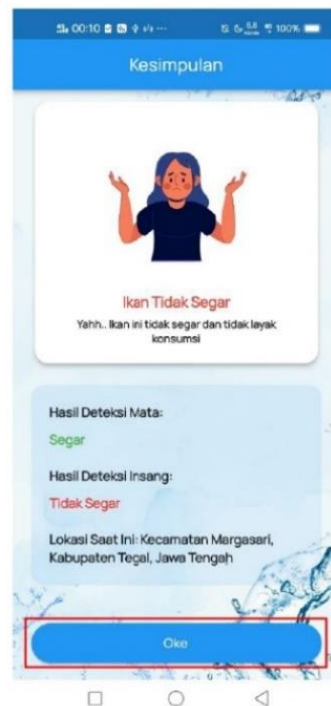 00:10
100%
Kesimpulan
Ikan Tidak Segar
Yahh.. Ikan ini tidak segar dan tidak layak
konsumsi
Hasil Deteksi Mata:
Segar
Hasil Deteksi Insang:
Tidak Segar
Lokasi Saat Ini: Kecamatan Margasari,
Kabupaten Tegal, Jawa Tengah
Oke